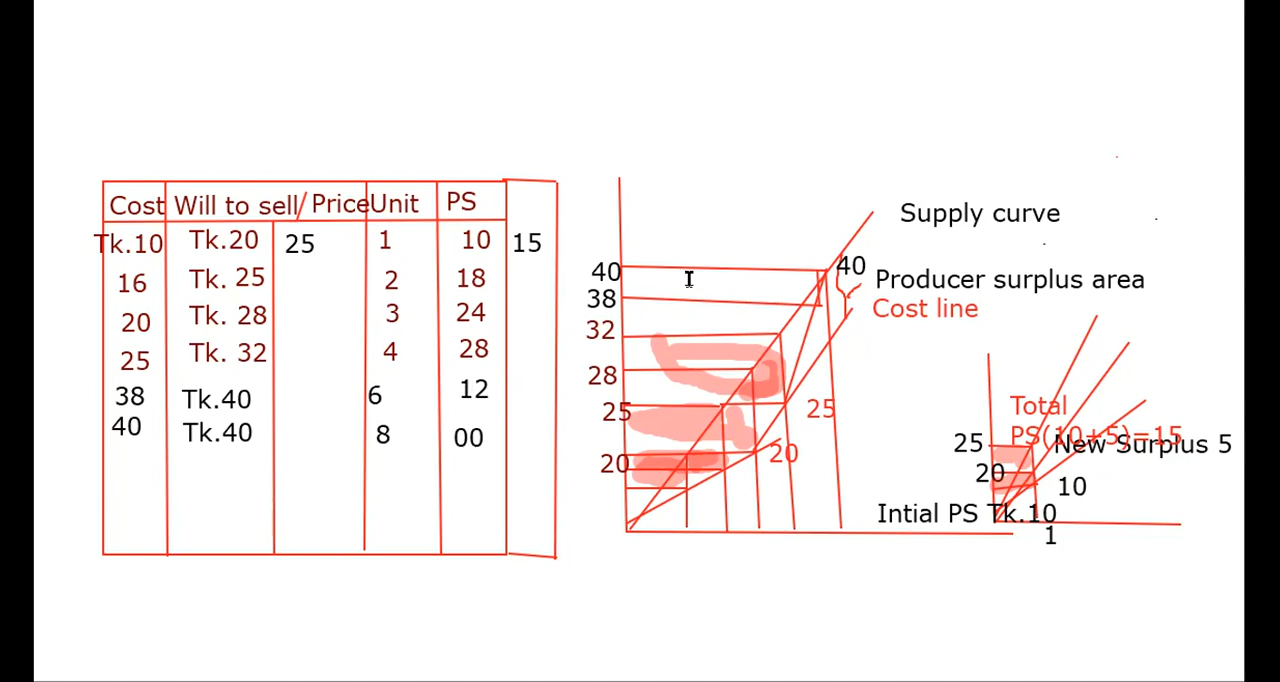 Cost Will to sell/ Price Unit PS
Tk.10 Tk.20 25 1 10 15
16 Tk. 25 2 18
20 Tk. 28 3 24
25 Tk. 32 4 28
38 Tk.40 6 12
40 Tk.40 8 00
Supply curve
40 40 Producer surplus area
38 Cost line
32
28
25 25
20 20
Total
PS(10+5)=15
25 New Surplus 5
20 10
Intial PS Tk.10
1